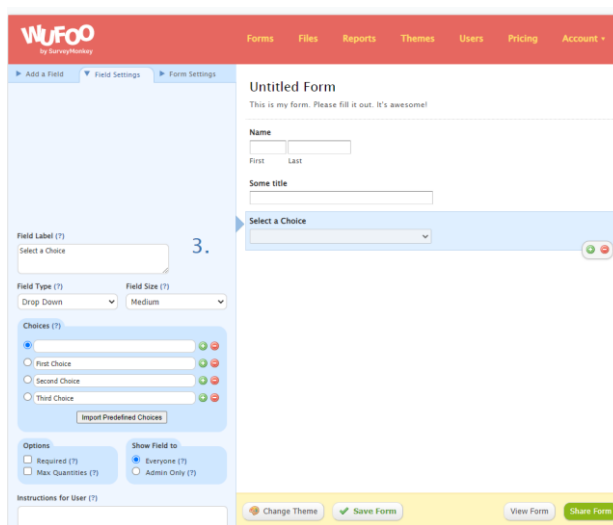 WUFOO
by SurveyMonkey
Forms Files Reports Themes Users Pricing Account
Add a Field Field Settings Form Settings
Field Label (?)
Select a Choice
3.
Field Type (?) Field Size (?)
Drop Down Medium
Choices (?)
First Choice
Second Choice
Third Choice
Import Predefined Choices
Options Show Field to
Required (?) Everyone (?)
Max Quantities (?) Admin Only (?)
Instructions for User (?)
Untitled Form
This is my form. Please fill it out. It's awesome!
Name
First Last
Some title
Select a Choice
Change Theme Save Form View Form Share Form